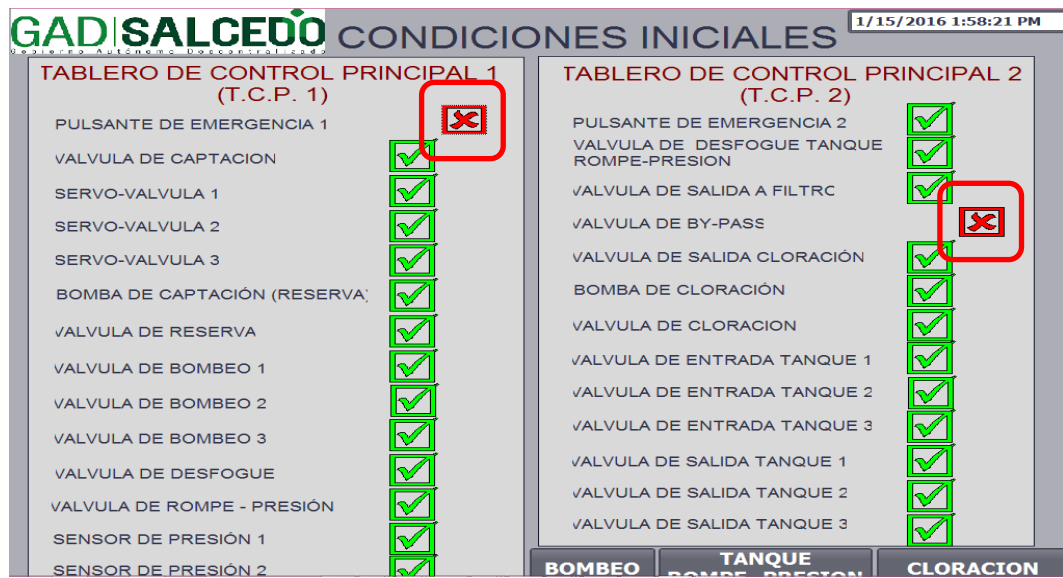 GADISALCEDO
Gobierno Autónomo Descentralizado
CONDICIONES INICIALES
1/15/2016 1:58:21 PM
TABLERO DE CONTROL PRINCIPAL 1
(T.C.P. 1)
PULSANTE DE EMERGENCIA 1
VALVULA DE CAPTACION
SERVO-VALVULA 1
SERVO-VALVULA 2
SERVO-VALVULA 3
BOMBA DE CAPTACIÓN (RESERVA)
VALVULA DE RESERVA
VALVULA DE BOMBEO 1
VALVULA DE BOMBEO 2
VALVULA DE BOMBEO 3
VALVULA DE DESFOGUE
VALVULA DE ROMPE - PRESIÓN
SENSOR DE PRESIÓN 1
SENSOR DE PRESIÓN 2
TABLERO DE CONTROL PRINCIPAL 2
(T.C.P. 2)
PULSANTE DE EMERGENCIA 2
VALVULA DE DESFOGUE TANQUE
ROMPE-PRESION
VALVULA DE SALIDA A FILTRO
VALVULA DE BY-PASS
VALVULA DE SALIDA CLORACIÓN
BOMBA DE CLORACIÓN
VALVULA DE CLORACION
VALVULA DE ENTRADA TANQUE 1
VALVULA DE ENTRADA TANQUE 2
VALVULA DE ENTRADA TANQUE 3
VALVULA DE SALIDA TANQUE 1
VALVULA DE SALIDA TANQUE 2
VALVULA DE SALIDA TANQUE 3
BOMBEO
TANQUE
ROMPE-PRESION
CLORACION